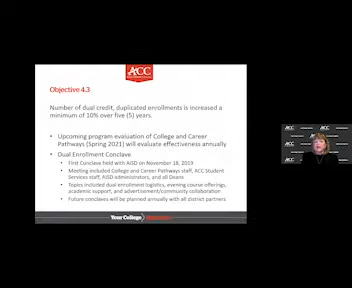 ACC
Objective 4.3
Number of dual credit, duplicated enrollments is increased a
minimum of 10% over five (5) years.
Upcoming program evaluation of College and Career
Pathways (Spring 2021) will evaluate effectiveness annually
Dual Enrollment Conclave
First Conclave held with AISD on November 18, 2019
Meeting included College and Career Pathways staff, ACC Student
Services staff, AISD administrators, and all Deans
Topics included dual enrollment logistics, evening course offerings,
academic support, and advertisement/community collaboration
Future conclaves will be planned annually with all district partners
Your College
ACC
ACC